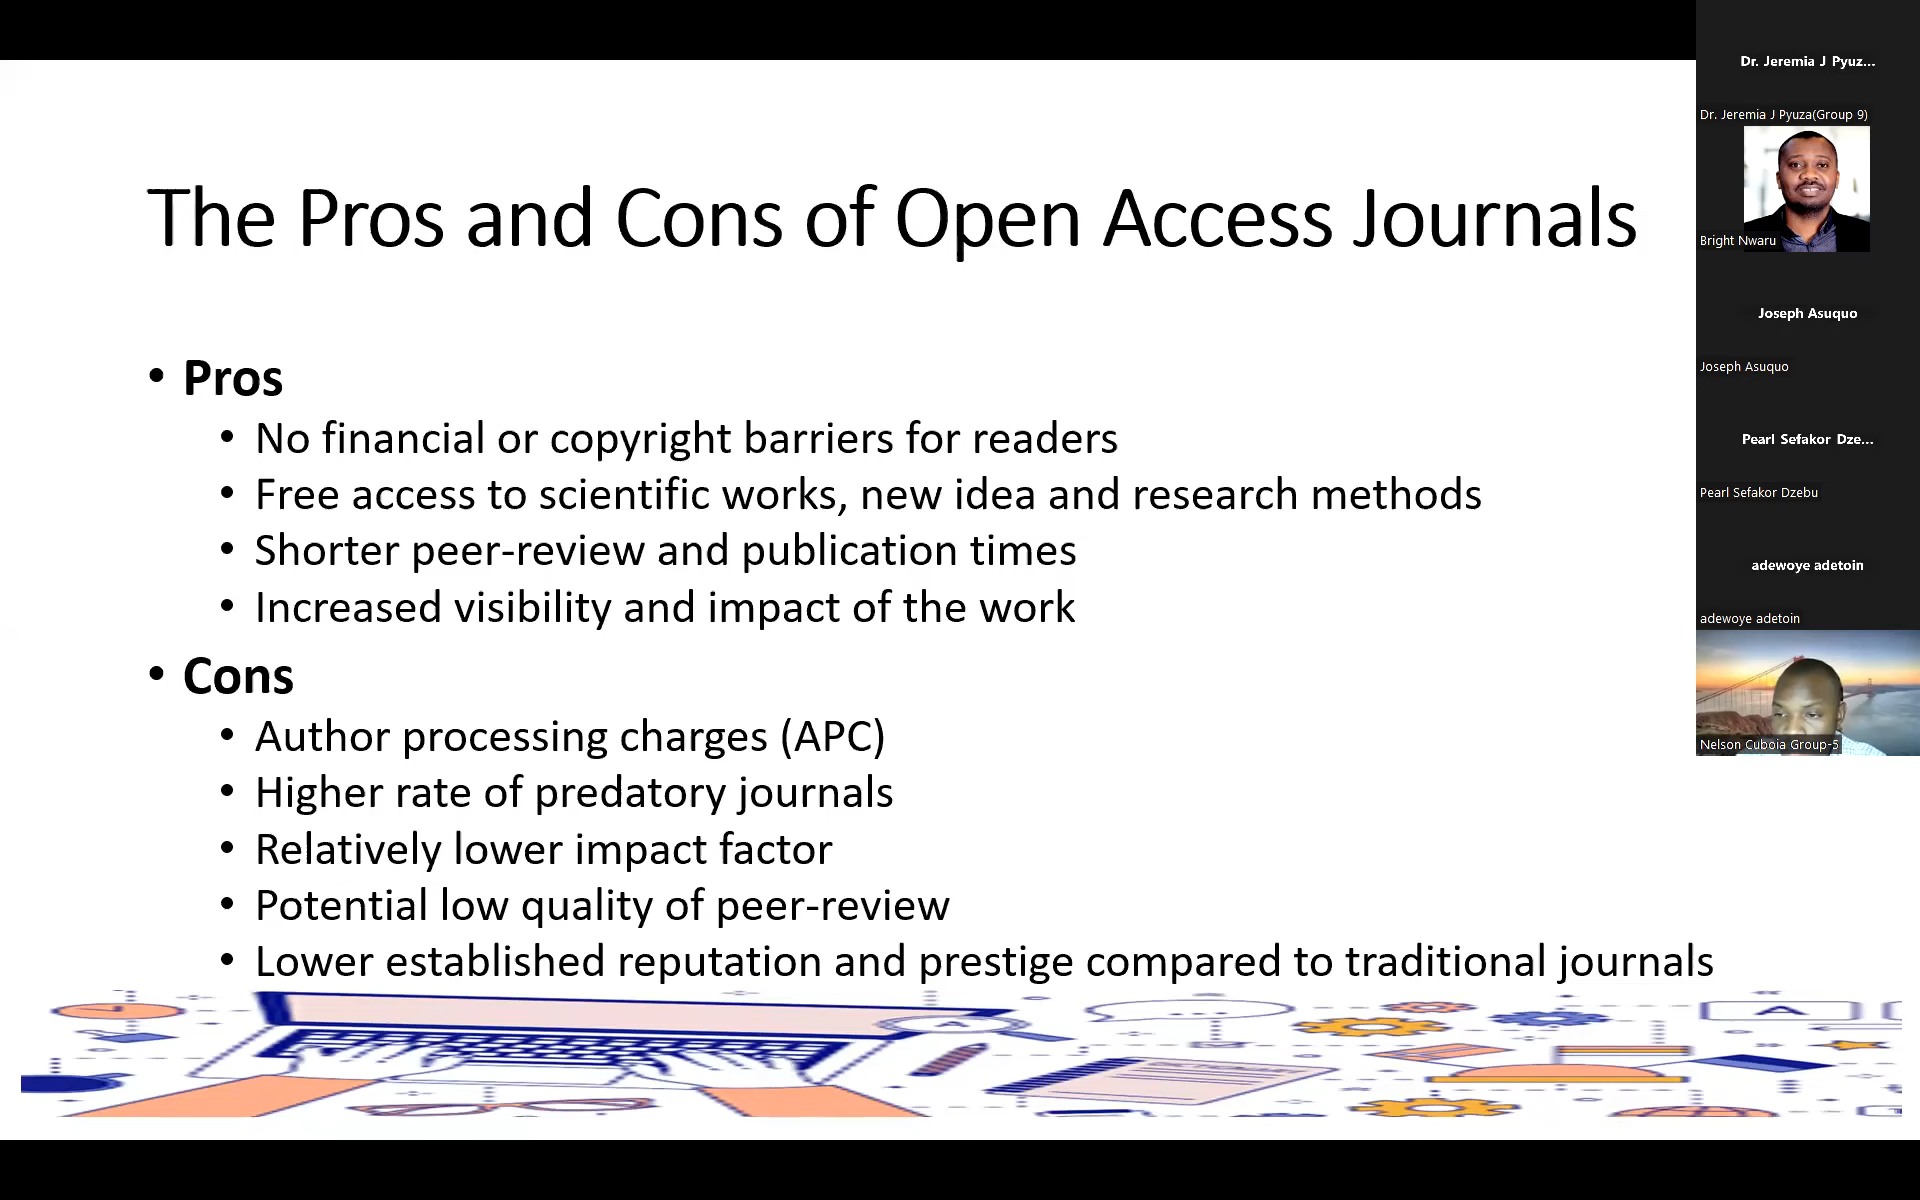 The Pros and Cons of Open Access Journals
• Pros
• No financial or copyright barriers for readers
• Free access to scientific works, new idea and research methods
• Shorter peer-review and publication times
• Increased visibility and impact of the work
• Cons
• Author processing charges (APC)
• Higher rate of predatory journals
• Relatively lower impact factor
• Potential low quality of peer-review
• Lower established reputation and prestige compared to traditional journals
A
A
Dr. Jeremia J Pyuz...
Dr. Jeremia J Pyuza(Group 9)
Bright Nwaru
Joseph Asuquo
Joseph Asuquo
Pearl Sefakor Dze...
Pearl Sefakor Dzebu
adewoye adetoin
adewoye adetoin
Nelson Cuboia Group-5